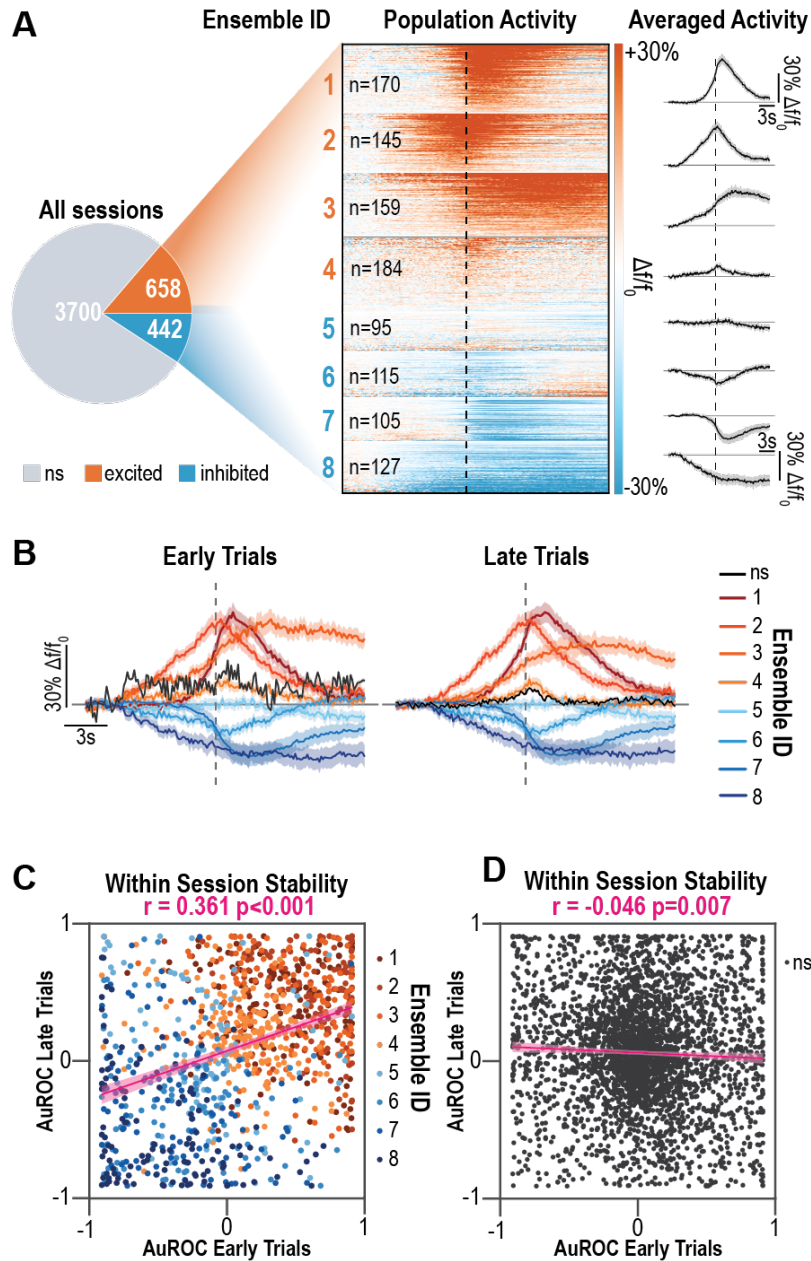 A
Ensemble ID
Population Activity
Averaged Activity
All sessions
3700
658
442
ns
excited
inhibited
1
n=170
2
n=145
3
n=159
4
n=184
5
n=95
6
n=115
7
n=105
8
n=127
+30%
Δf/f0
-30%
30% Δf/f0
3s
3s
30% Δf/f0
B
Early Trials
Late Trials
30% Δf/f0
3s
ns
1
2
3
4
5
6
7
8
Ensemble ID
C
Within Session Stability
r = 0.361 p<0.001
1
0
-1
AuROC Late Trials
-1
0
1
AuROC Early Trials
1
2
3
4
5
6
7
8
Ensemble ID
D
Within Session Stability
r = -0.046 p=0.007
1
0
-1
AuROC Late Trials
-1
0
1
AuROC Early Trials
ns